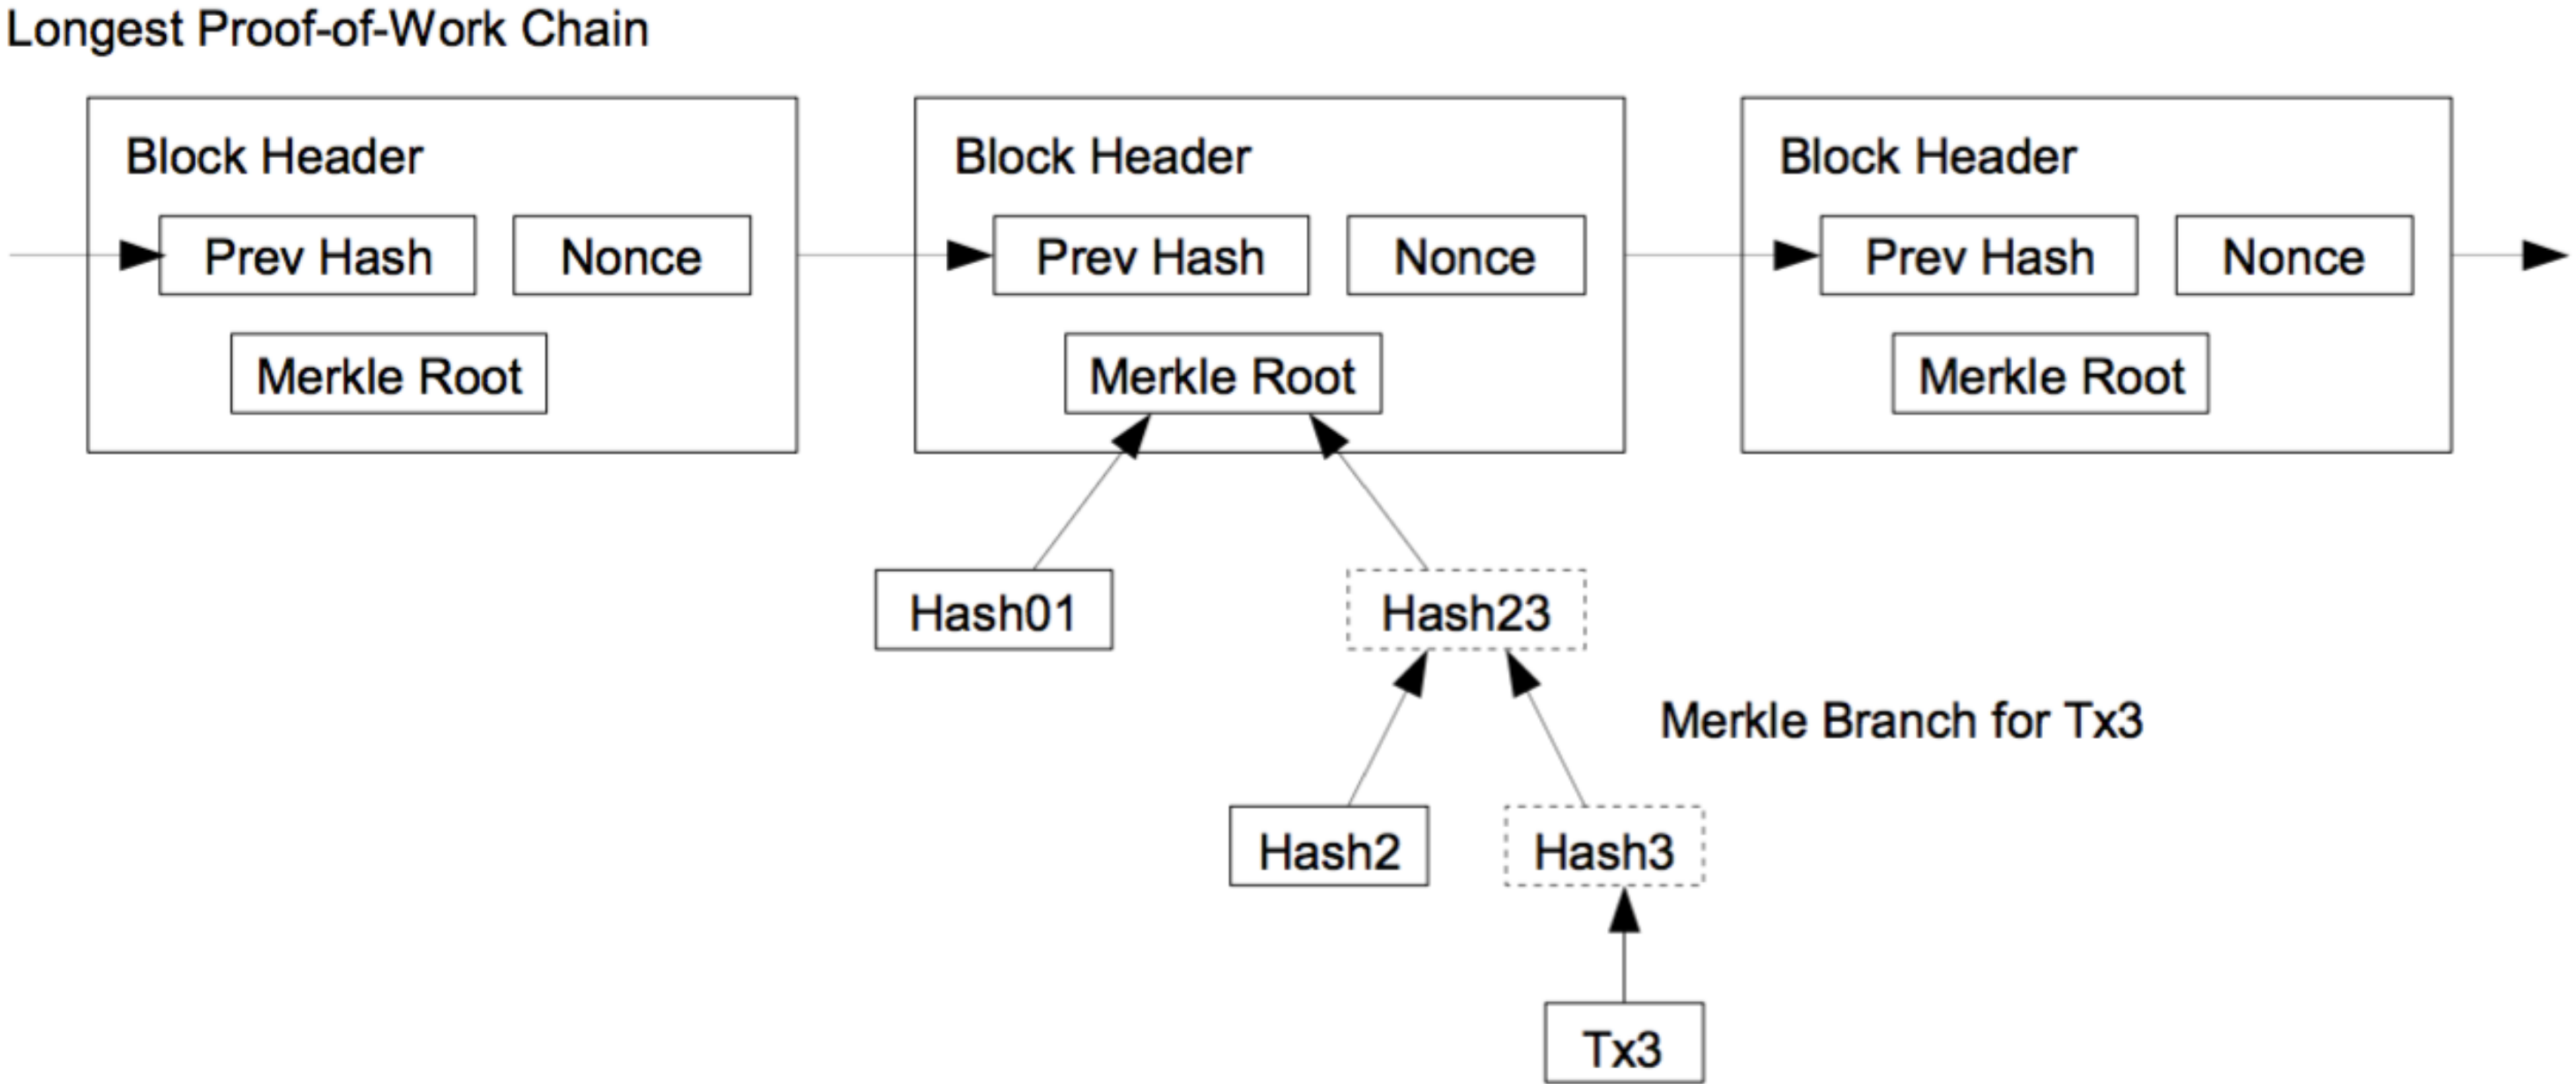 Longest Proof-of-Work Chain
Block Header
Block Header
Block Header
Prev Hash
Nonce
Prev Hash
Nonce
Prev Hash
Nonce
Merkle Root
Merkle Root
Merkle Root
Hash01
Hash23
Merkle Branch for Tx3
Hash2
Hash3
Tx3